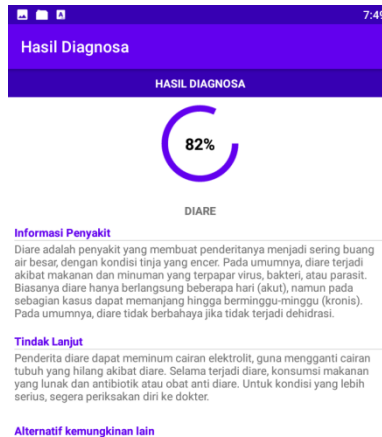 7:49
Hasil Diagnosa
HASIL DIAGNOSA
82%
DIARE
Informasi Penyakit
Diare adalah penyakit yang membuat penderitanya menjadi sering buang
air besar, dengan kondisi tinja yang encer. Pada umumnya, diare terjadi
akibat makanan dan minuman yang terpapar virus, bakteri, atau parasit.
Biasanya diare hanya berlangsung beberapa hari (akut), namun pada
sebagian kasus dapat memanjang hingga berminggu-minggu (kronis).
Pada umumnya, diare tidak berbahaya jika tidak terjadi dehidrasi.
Tindak Lanjut
Penderita diare dapat meminum cairan elektrolit, guna mengganti cairan
tubuh yang hilang akibat diare. Selama terjadi diare, konsumsi makanan
yang lunak dan antibiotik atau obat anti diare. Untuk kondisi yang lebih
serius, segera periksakan diri ke dokter.
Alternatif kemungkinan lain